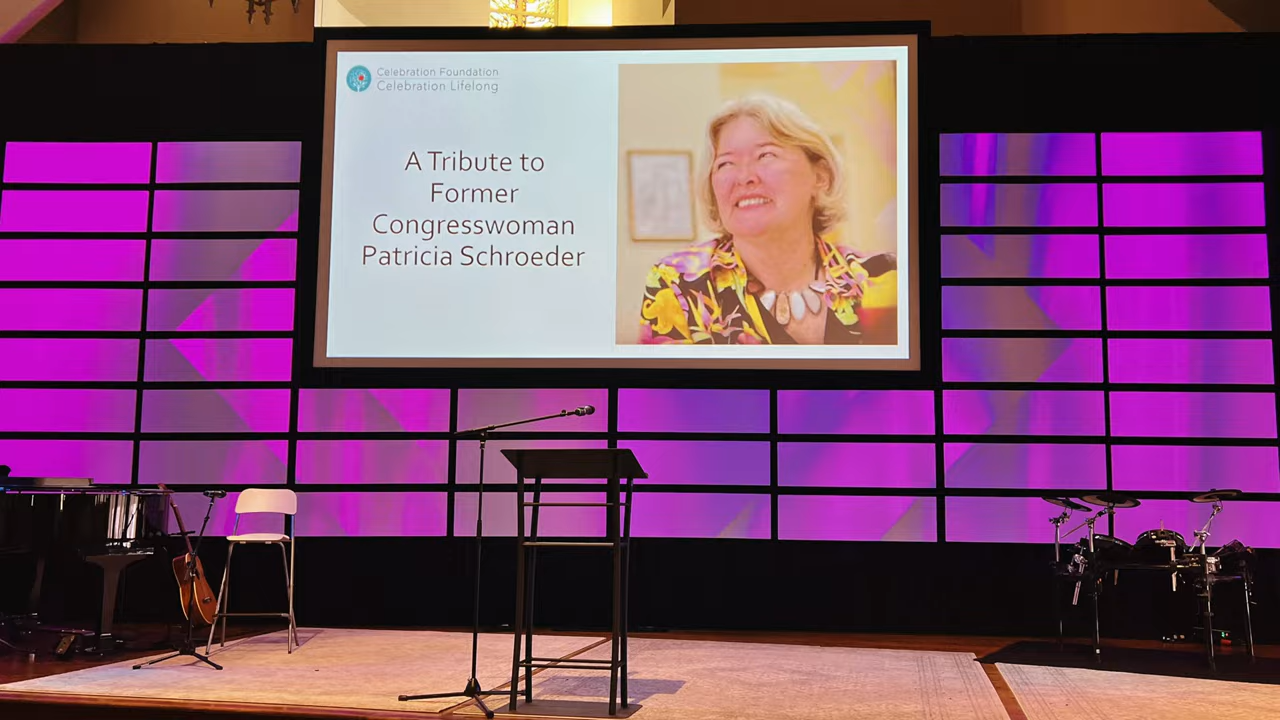 Celebration Foundation
Celebration Lifelong
A Tribute to
Former
Congresswoman
Patricia Schroeder